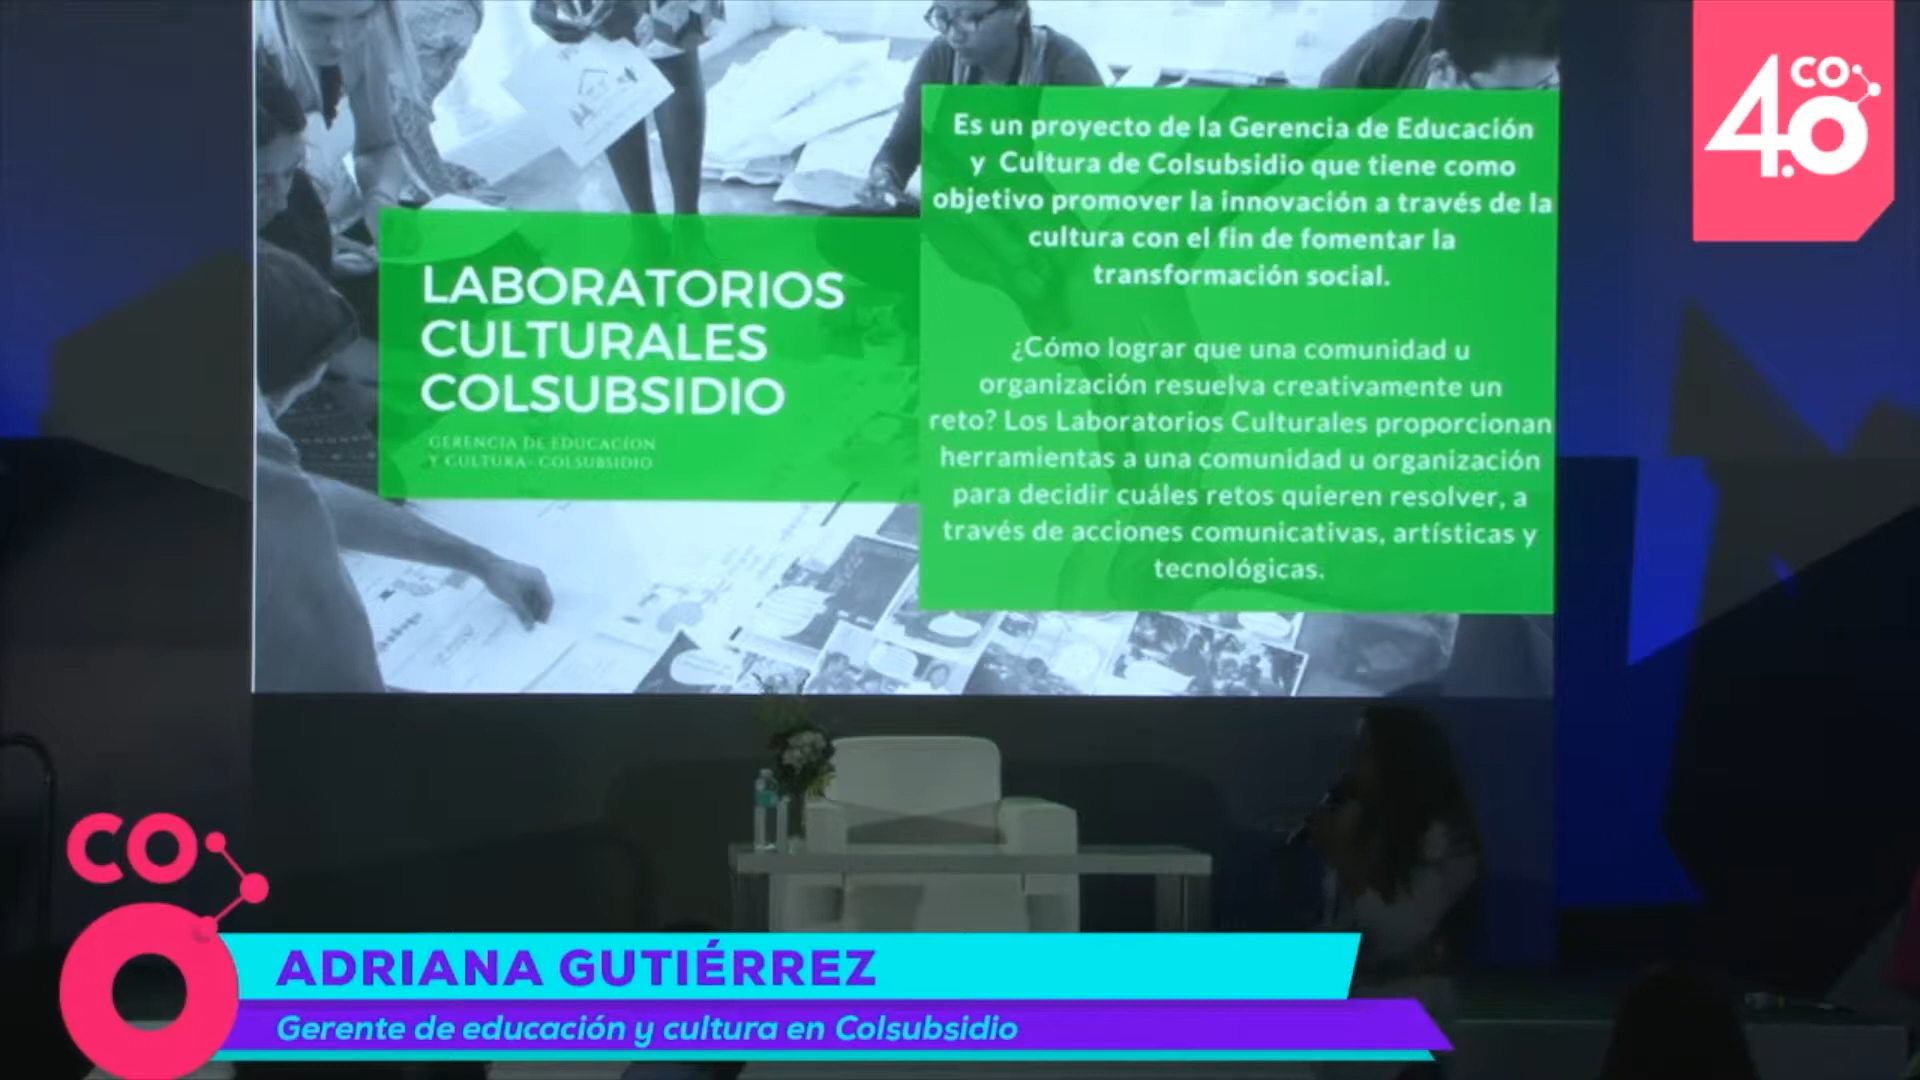 CO
4.0
Es un proyecto de la Gerencia de Educación
y Cultura de Colsubsidio que tiene como
objetivo promover la innovación a través de la
cultura con el fin de fomentar la
transformación social.
¿Cómo lograr que una comunidad u
organización resuelva creativamente un
reto? Los Laboratorios Culturales proporcionan
herramientas a una comunidad u organización
para decidir cuáles retos quieren resolver, a
través de acciones comunicativas, artísticas y
tecnológicas.
LABORATORIOS
CULTURALES
COLSUBSIDIO
GERENCIA DE EDUCACÍON
Y CULTURA- COLSUBSIDIO
CO
ADRIANA GUTIÉRREZ
Gerente de educación y cultura en Colsubsidio